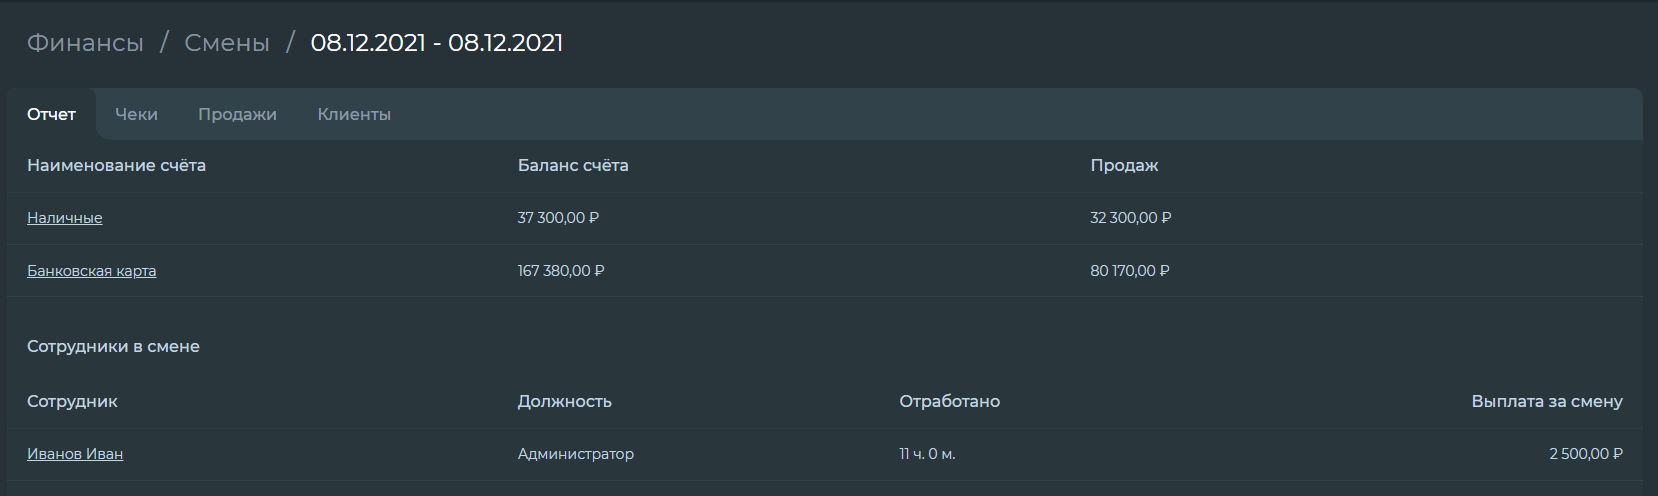 Финансы / Смены / 08.12.2021 - 08.12.2021
Отчет Чеки Продажи Клиенты
Наименование счёта Баланс счёта Продаж
Наличные 37 300,00 ₽ 32 300,00 ₽
Банковская карта 167 380,00 ₽ 80 170,00 ₽
Сотрудники в смене
Сотрудник Должность Отработано Выплата за смену
Иванов Иван Администратор 11 ч. 0 м. 2 500,00 ₽